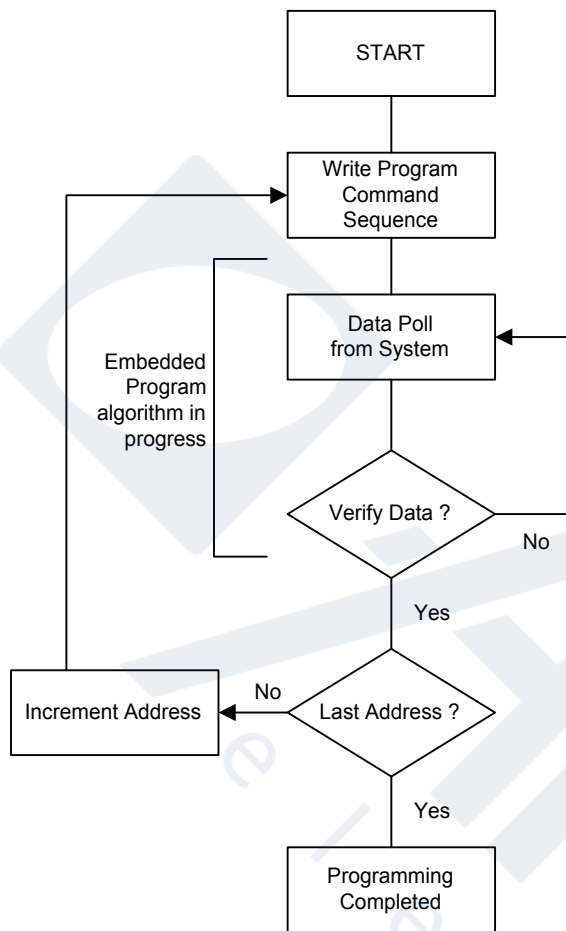 START
Write Program
Command
Sequence
Data Poll
from System
Embedded
Program
algorithm in
progress
Verify Data ?
No
Yes
Increment Address
No
Last Address ?
Yes
Programming
Completed